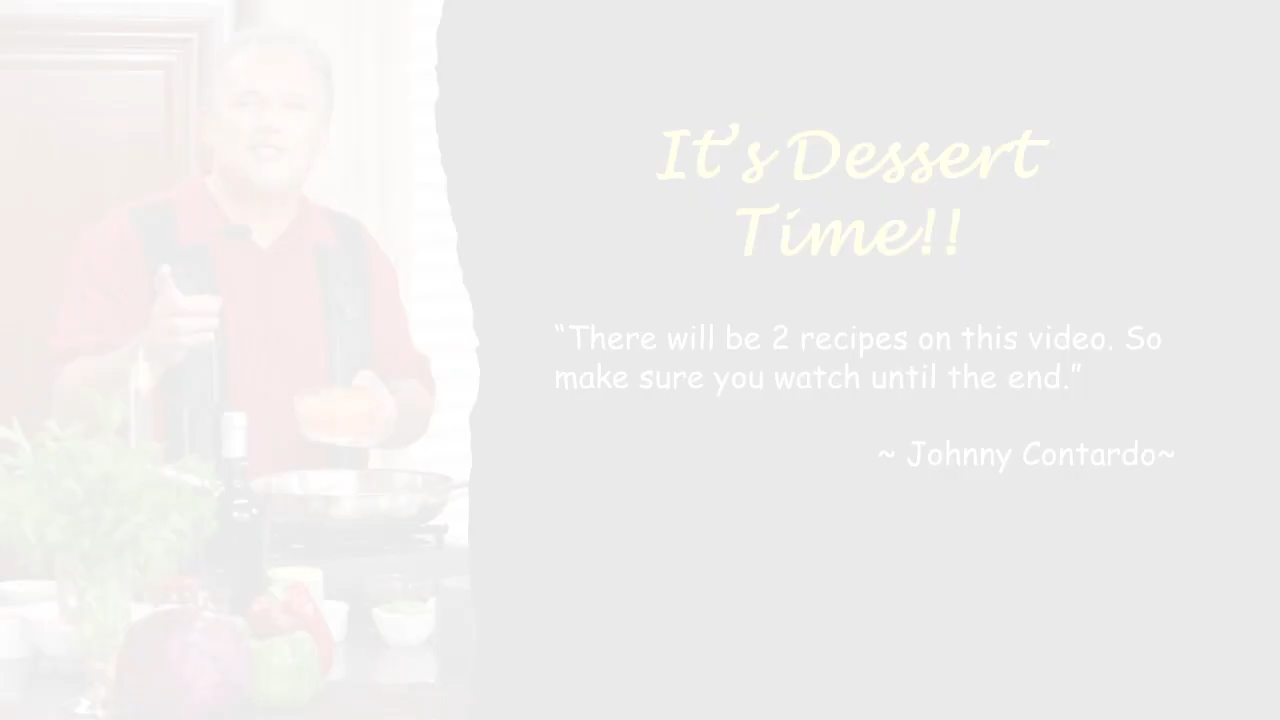 It's Dessert
Time!!
“There will be 2 recipes on this video. So
make sure you watch until the end.”
~ Johnny Contardo~